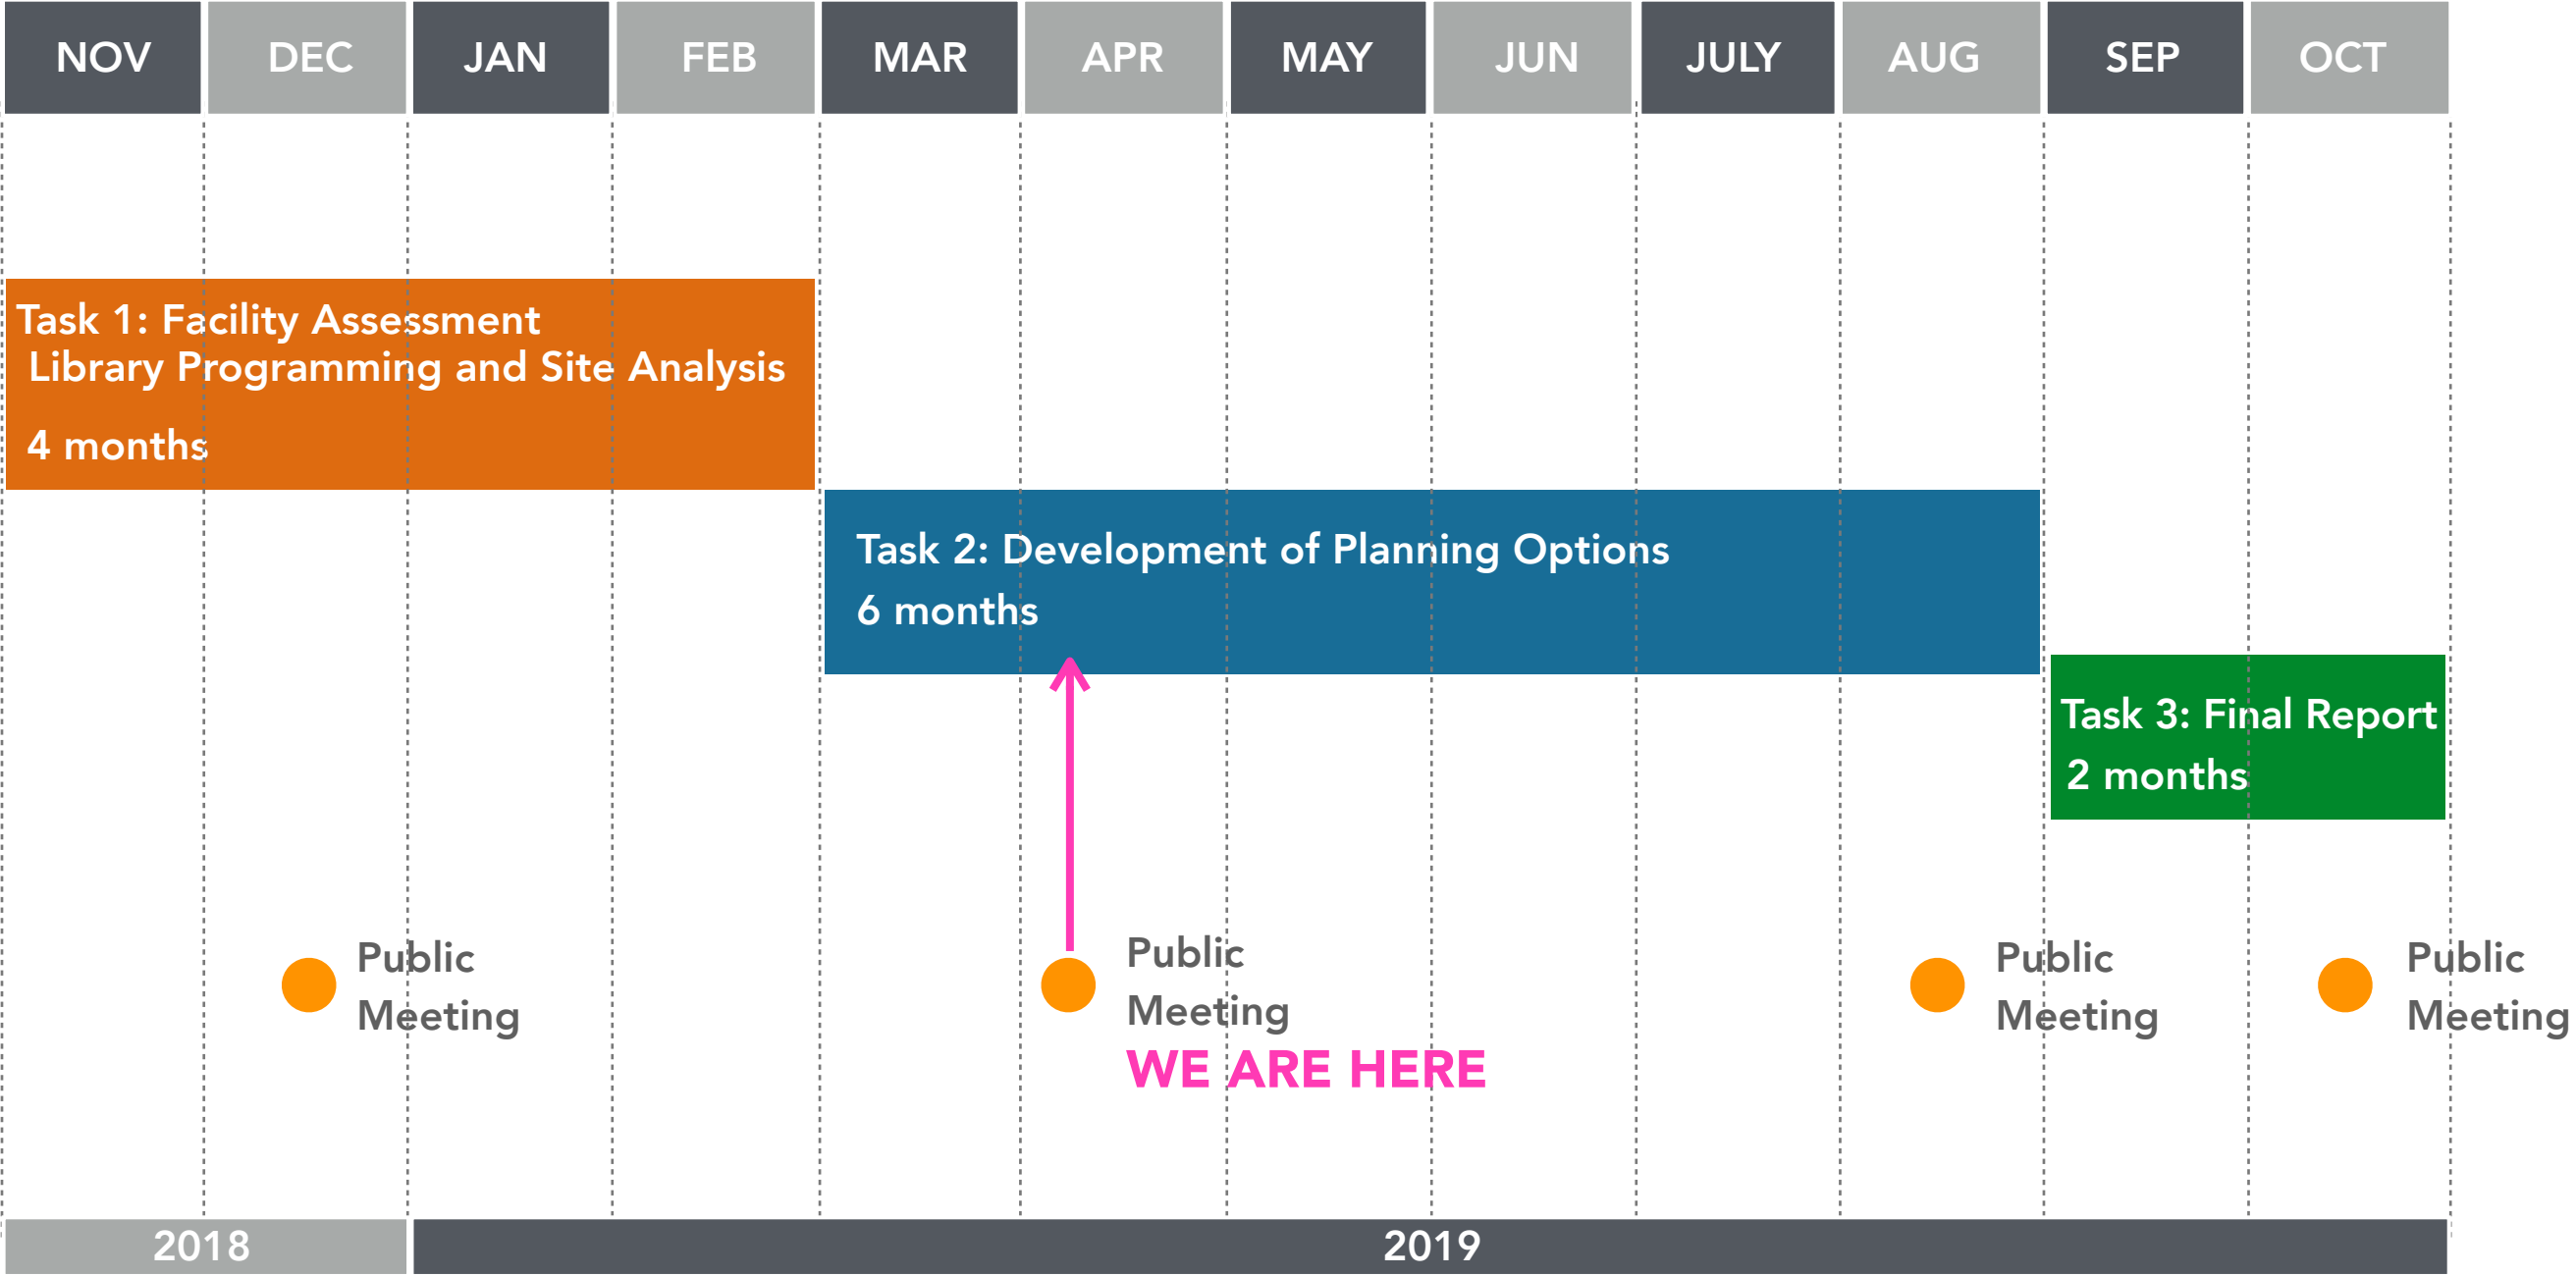 NOV DEC JAN FEB MAR APR MAY JUN JULY AUG SEP OCT
Task 1: Facility Assessment
Library Programming and Site Analysis
4 months
Task 2: Development of Planning Options
6 months
Task 3: Final Report
2 months
Public
Meeting
Public
Meeting
WE ARE HERE
Public
Meeting
Public
Meeting
2018 2019